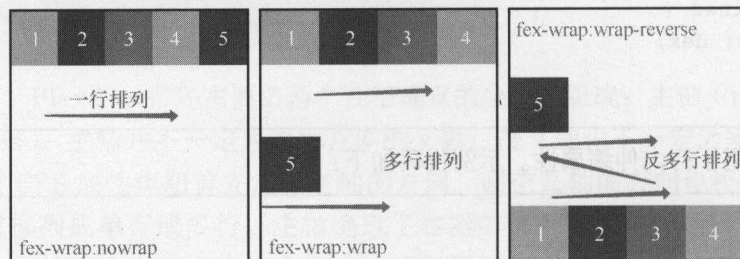 1 2 3 4 5
一行排列
fex-wrap:nowrap
1 2 3 4
5
多行排列
fex-wrap:wrap
fex-wrap:wrap-reverse
5
反多行排列
1 2 3 4